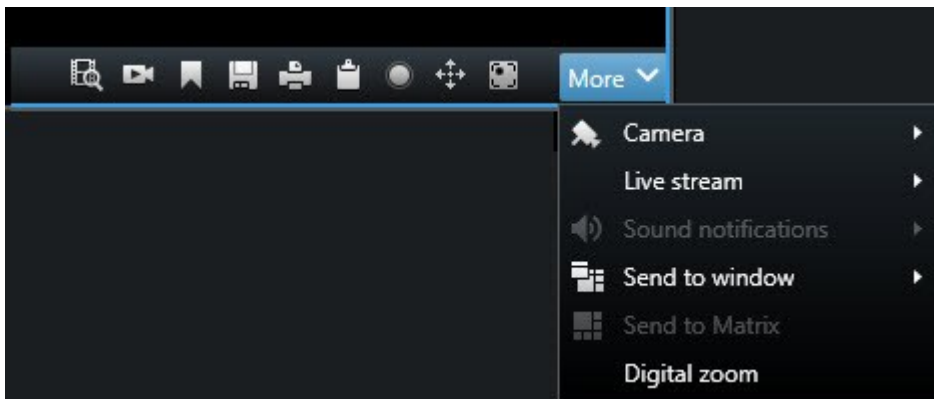 More
Camera
Live stream
Sound notifications
Send to window
Send to Matrix
Digital zoom